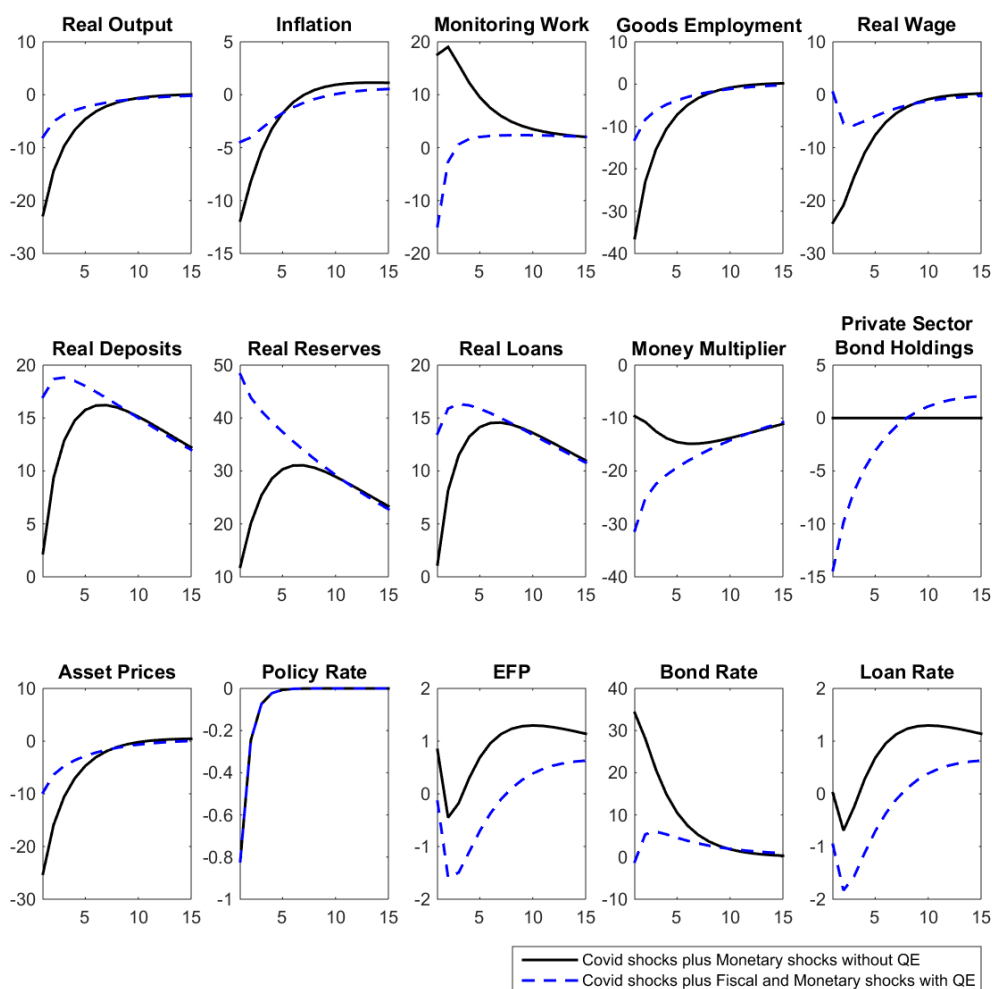 Real Output
Inflation
Monitoring Work
Goods Employment
Real Wage
10
0
-10
-20
-30
5 10 15
5
0
-5
-10
-15
5 10 15
20
10
0
10
20
5 10 15
10
0
-10
-20
-30
-40
5 10 15
10
0
-10
-20
-30
5 10 15
Real Deposits
Real Reserves
Real Loans
Money Multiplier
Private Sector
Bond Holdings
20
15
10
5
0
5 10 15
50
40
30
20
10
5 10 15
20
15
10
5
0
5 10 15
-0
-10
-20
-30
-40
5 10 15
5
0
-5
-10
-15
5 10 15
Asset Prices
Policy Rate
EFP
Bond Rate
Loan Rate
10
0
-10
-20
-30
5 10 15
0
-0.2
-0.4
-0.6
-0.8
-1
5 10 15
2
1
0
-1
-2
5 10 15
40
30
20
10
0
-10
5 10 15
2
1
0
-1
-2
5 10 15
Covid shocks plus Monetary shocks without QE
Covid shocks plus Fiscal and Monetary shocks with QE